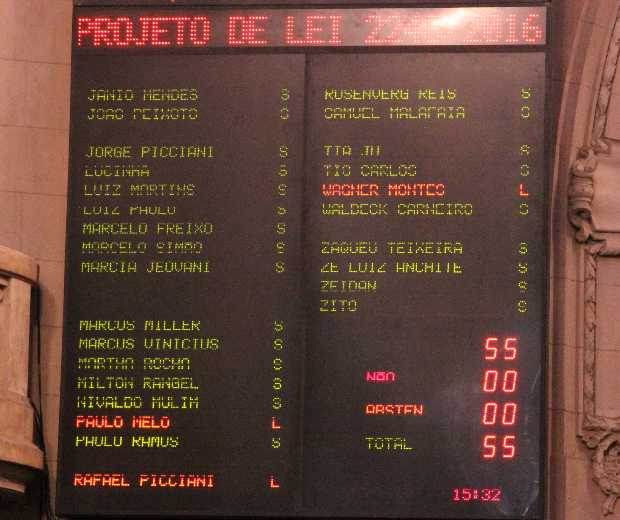 PROJETO DE LEI 2016
JANIO MENDES S
JOAO PEIXOTO S
JORGE PICCIANI S
LUCINHA S
LUIZ MARTINS S
LUIZ PAULO S
MARCELO FREIXO S
MARCELO SIMÃO S
MARCIA JEOVANI S
MARCUS MILLER S
MARCUS VINICIUS S
MARTHA ROCHA S
MILTON RANGEL S
NIVALDO MULIM S
PAULO MELO L
PAULO RAMOS S
RAFAEL PICCIANI L
ROSENVERG REIS S
SAMUEL MALAFAIA S
TIA JU S
TIO CARLOS S
WAGNER MONTES L
WALDECK CARNEIRO S
ZAQUEU TEIXEIRA S
ZE LUIZ ANCHITE S
ZEIDAN S
ZITO S
55
NÃO 00
ABSTEN 00
TOTAL 55
15:32